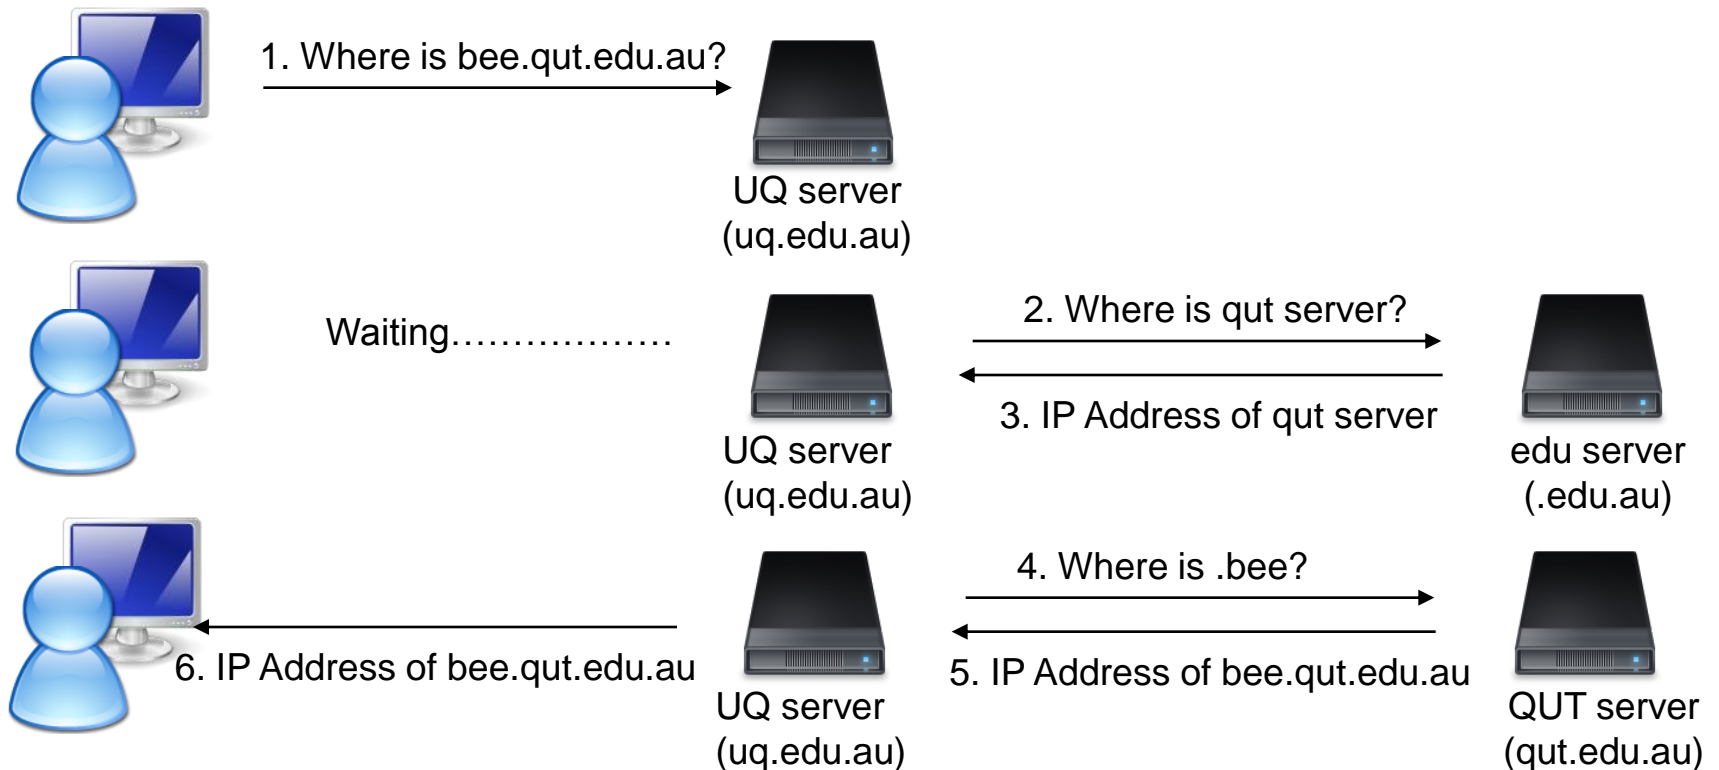 1. Where is bee.qut.edu.au?
UQ server
(uq.edu.au)
Waiting………………
2. Where is qut server?
3. IP Address of qut server
UQ server
(uq.edu.au)
edu server
(.edu.au)
4. Where is .bee?
6. IP Address of bee.qut.edu.au
5. IP Address of bee.qut.edu.au
UQ server
(uq.edu.au)
QUT server
(qut.edu.au)